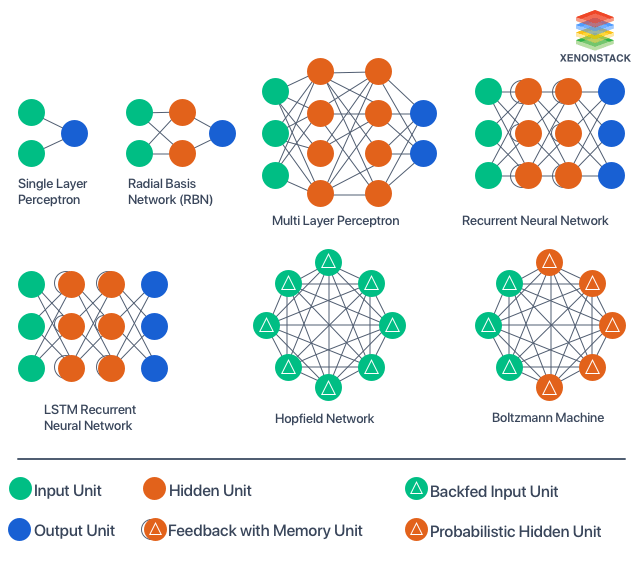 XENONSTACK
Single Layer
Perceptron
Radial Basis
Network (RBN)
Multi Layer Perceptron
Recurrent Neural Network
LSTM Recurrent
Neural Network
Hopfield Network
Boltzmann Machine
Input Unit
Hidden Unit
Backfed Input Unit
Output Unit
Feedback with Memory Unit
Probabilistic Hidden Unit